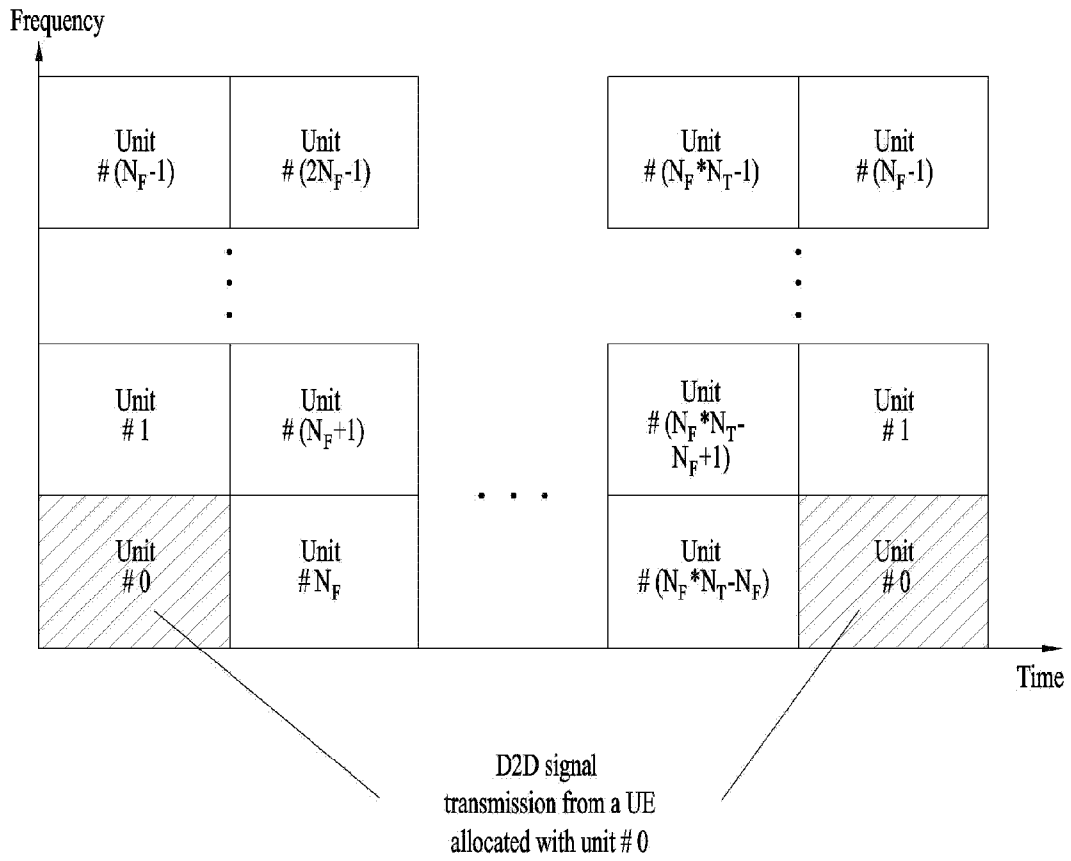 Frequency
Unit
# (N_F-1)
Unit
# (2N_F-1)
Unit
# (N_F*N_T-1)
Unit
# (N_F-1)
Unit
# 1
Unit
# (N_F+1)
Unit
# (N_F*N_T-
N_F+1)
Unit
# 1
Unit
# 0
Unit
# N_F
Unit
# (N_F*N_T-N_F)
Unit
# 0
Time
D2D signal
transmission from a UE
allocated with unit # 0